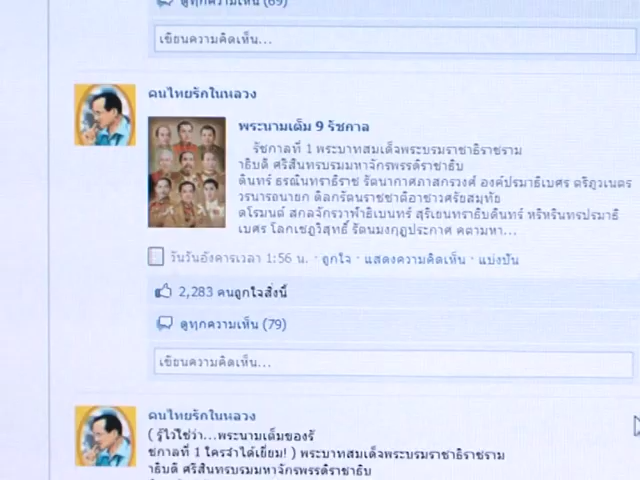 ดูทุกความเห็น (69)
เขียนความคิดเห็น...
คนไทยรักในหลวง
พระนามเต็ม 9 รัชกาล
รัชกาลที่ 1 พระบาทสมเด็จพระบรมราชาธิราชราม
าธิบดี ศรีสินทรบรมมหาจักรพรรดิราชาธิบ
ดินทร์ ธรณินทราธิราช รัตนากาศภาสกรวงศ์ องค์ปรมาธิเบศร ตรีภูวเนตร
วรนารถนายก ดิลกรัตนราชชาติอาชาวศรัยสมุทัย
ดโรมนต์ สกลจักรวาฬาธิเบนทร์ สุริเยนทราธิบดินทร์ หริหรินทรปรมาธิ
เบศร โลกเชฎวิสุทธิ์ รัตนมงกุฎประกาศ คตามหา...
วันวันอังคารเวลา 1:56 น. · ถูกใจ · แสดงความคิดเห็น · แบ่งปัน
2,283 คนถูกใจสิ่งนี้
ดูทุกความเห็น (79)
เขียนความคิดเห็น...
คนไทยรักในหลวง
( รู้ไว้ใช่ว่า...พระนามเต็มของรั
ชกาลที่ 1 ใครจำได้เยี่ยม! ) พระบาทสมเด็จพระบรมราชาธิราชราม
าธิบดี ศรีสินทรบรมมหาจักรพรรดิราชาธิบ